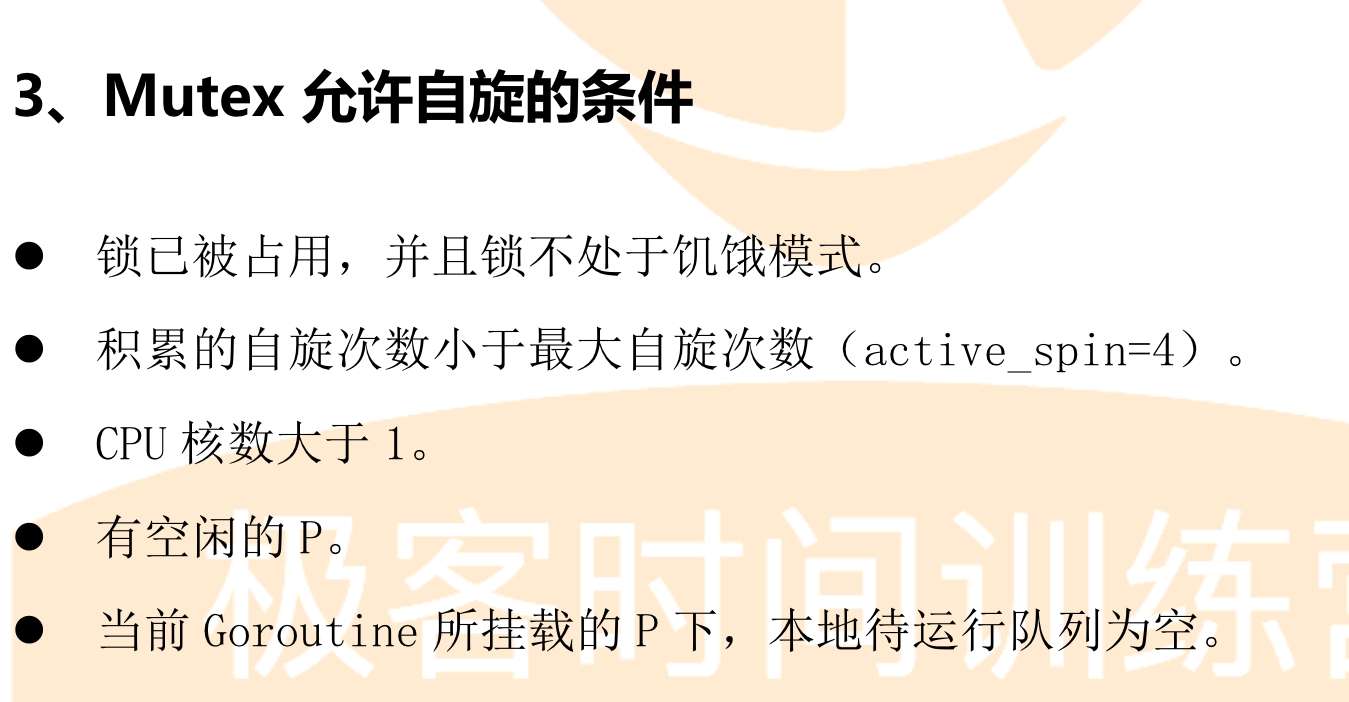 3、Mutex 允许自旋的条件
● 锁已被占用，并且锁不处于饥饿模式。
● 积累的自旋次数小于最大自旋次数（active_spin=4）。
● CPU 核数大于 1。
● 有空闲的 P。
● 当前 Goroutine 所挂载的 P 下，本地待运行队列为空。
极客时间训练